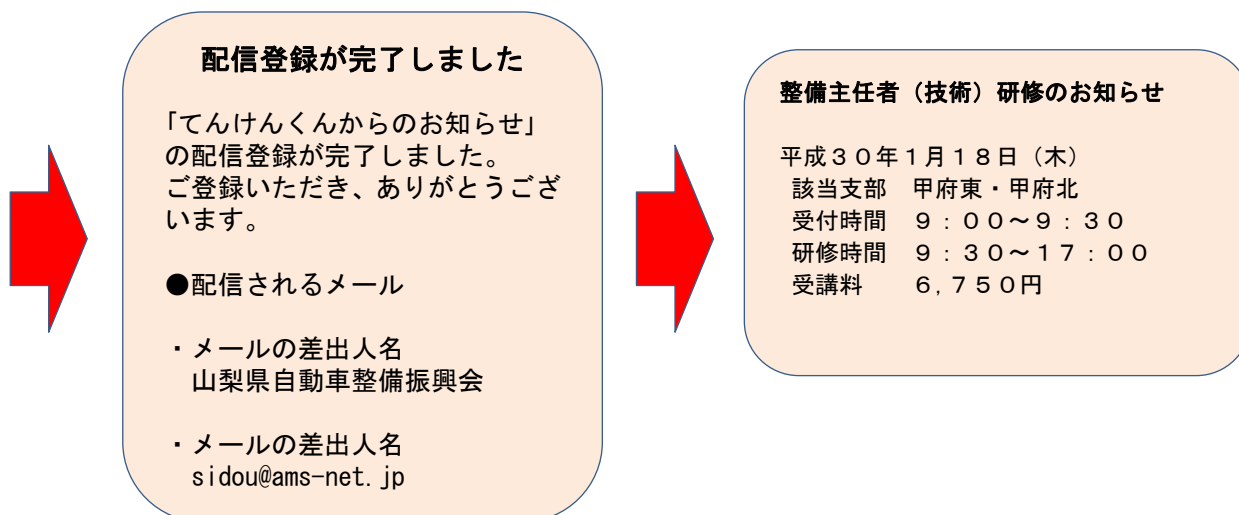 配信登録が完了しました
「てんけんくんからのお知らせ」
の配信登録が完了しました。
ご登録いただき、ありがとうござ
います。
●配信されるメール
・メールの差出人名
山梨県自動車整備振興会
・メールの差出人名
sidou@ams-net.jp
整備主任者（技術）研修のお知らせ
平成３０年１月１８日（木）
該当支部　甲府東・甲府北
受付時間　９：００～９：３０
研修時間　９：３０～１７：００
受講料　　６,７５０円